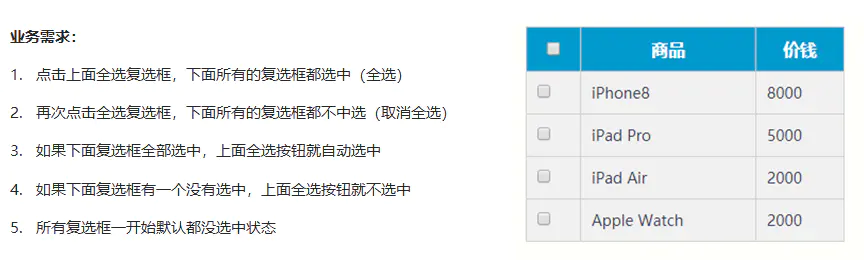 业务需求：
1. 点击上面全选复选框，下面所有的复选框都选中（全选）
2. 再次点击全选复选框，下面所有的复选框都不中选（取消全选）
3. 如果下面复选框全部选中，上面全选按钮就自动选中
4. 如果下面复选框有一个没有选中，上面全选按钮就不选中
5. 所有复选框一开始默认都没选中状态
商品 价钱
iPhone8 8000
iPad Pro 5000
iPad Air 2000
Apple Watch 2000